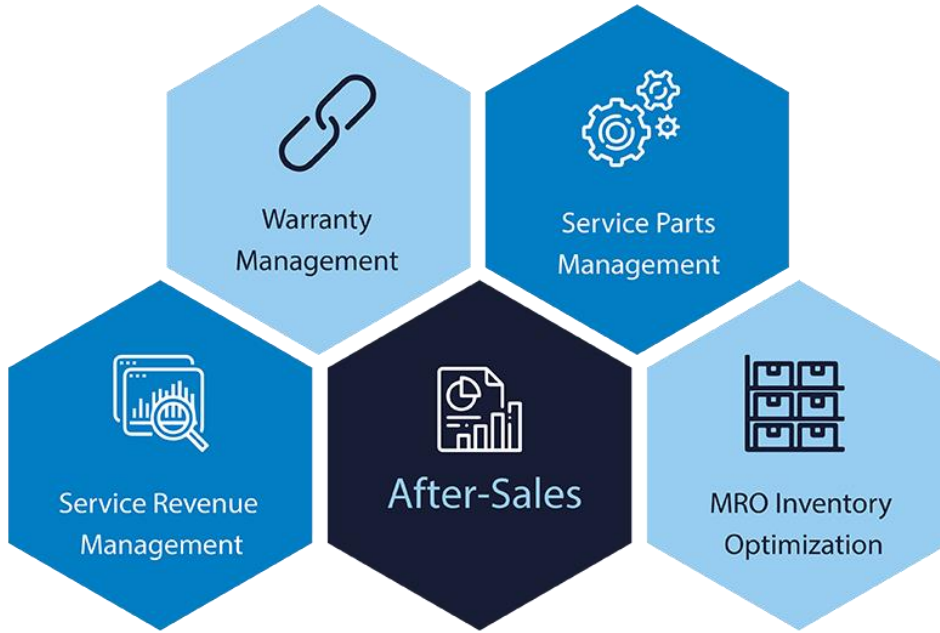 Warranty
Management
Service Parts
Management
Service Revenue
Management
After-Sales
MRO Inventory
Optimization